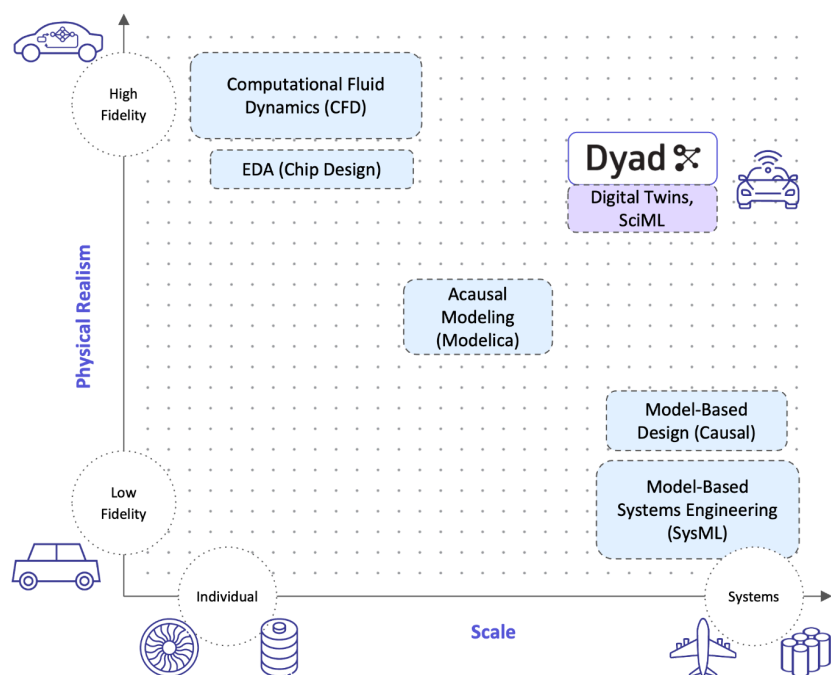 High
Fidelity
Computational Fluid
Dynamics (CFD)
EDA (Chip Design)
Dyad
Digital Twins,
SciML
Physical Realism
Acausal
Modeling
(Modelica)
Model-Based
Design (Causal)
Low
Fidelity
Model-Based
Systems Engineering
(SysML)
Individual
Systems
Scale